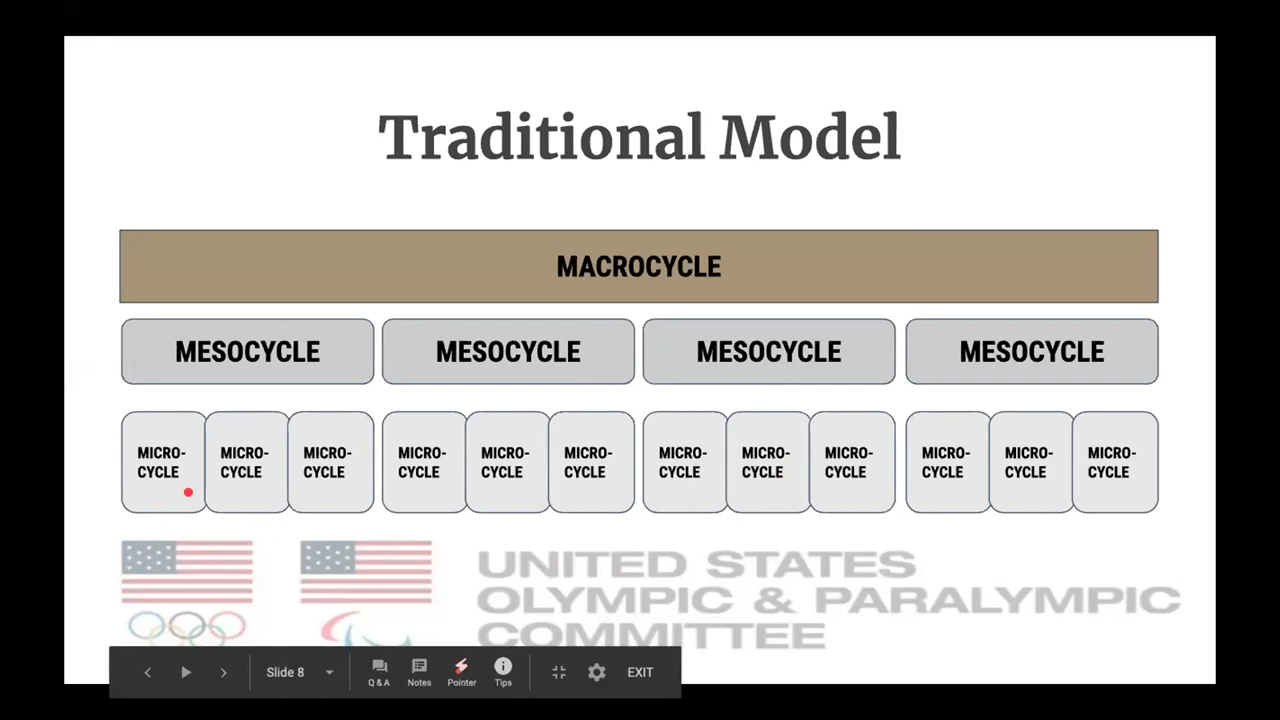 Traditional Model
MACROCYCLE
MESOCYCLE MESOCYCLE MESOCYCLE MESOCYCLE
MICRO- MICRO- MICRO- MICRO- MICRO- MICRO- MICRO- MICRO- MICRO- MICRO- MICRO- MICRO-
CYCLE CYCLE CYCLE CYCLE CYCLE CYCLE CYCLE CYCLE CYCLE CYCLE CYCLE CYCLE
UNITED STATES
OLYMPIC & PARALYMPIC
COMMITTEE
Slide 8 Q & A Notes Pointer Tips EXIT